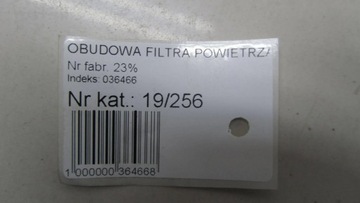 OBUDOWA FILTRA POWIETRZA
Nr fabr. 23%
Indeks: 036466
Nr kat.: 19/256
1 000000 364668